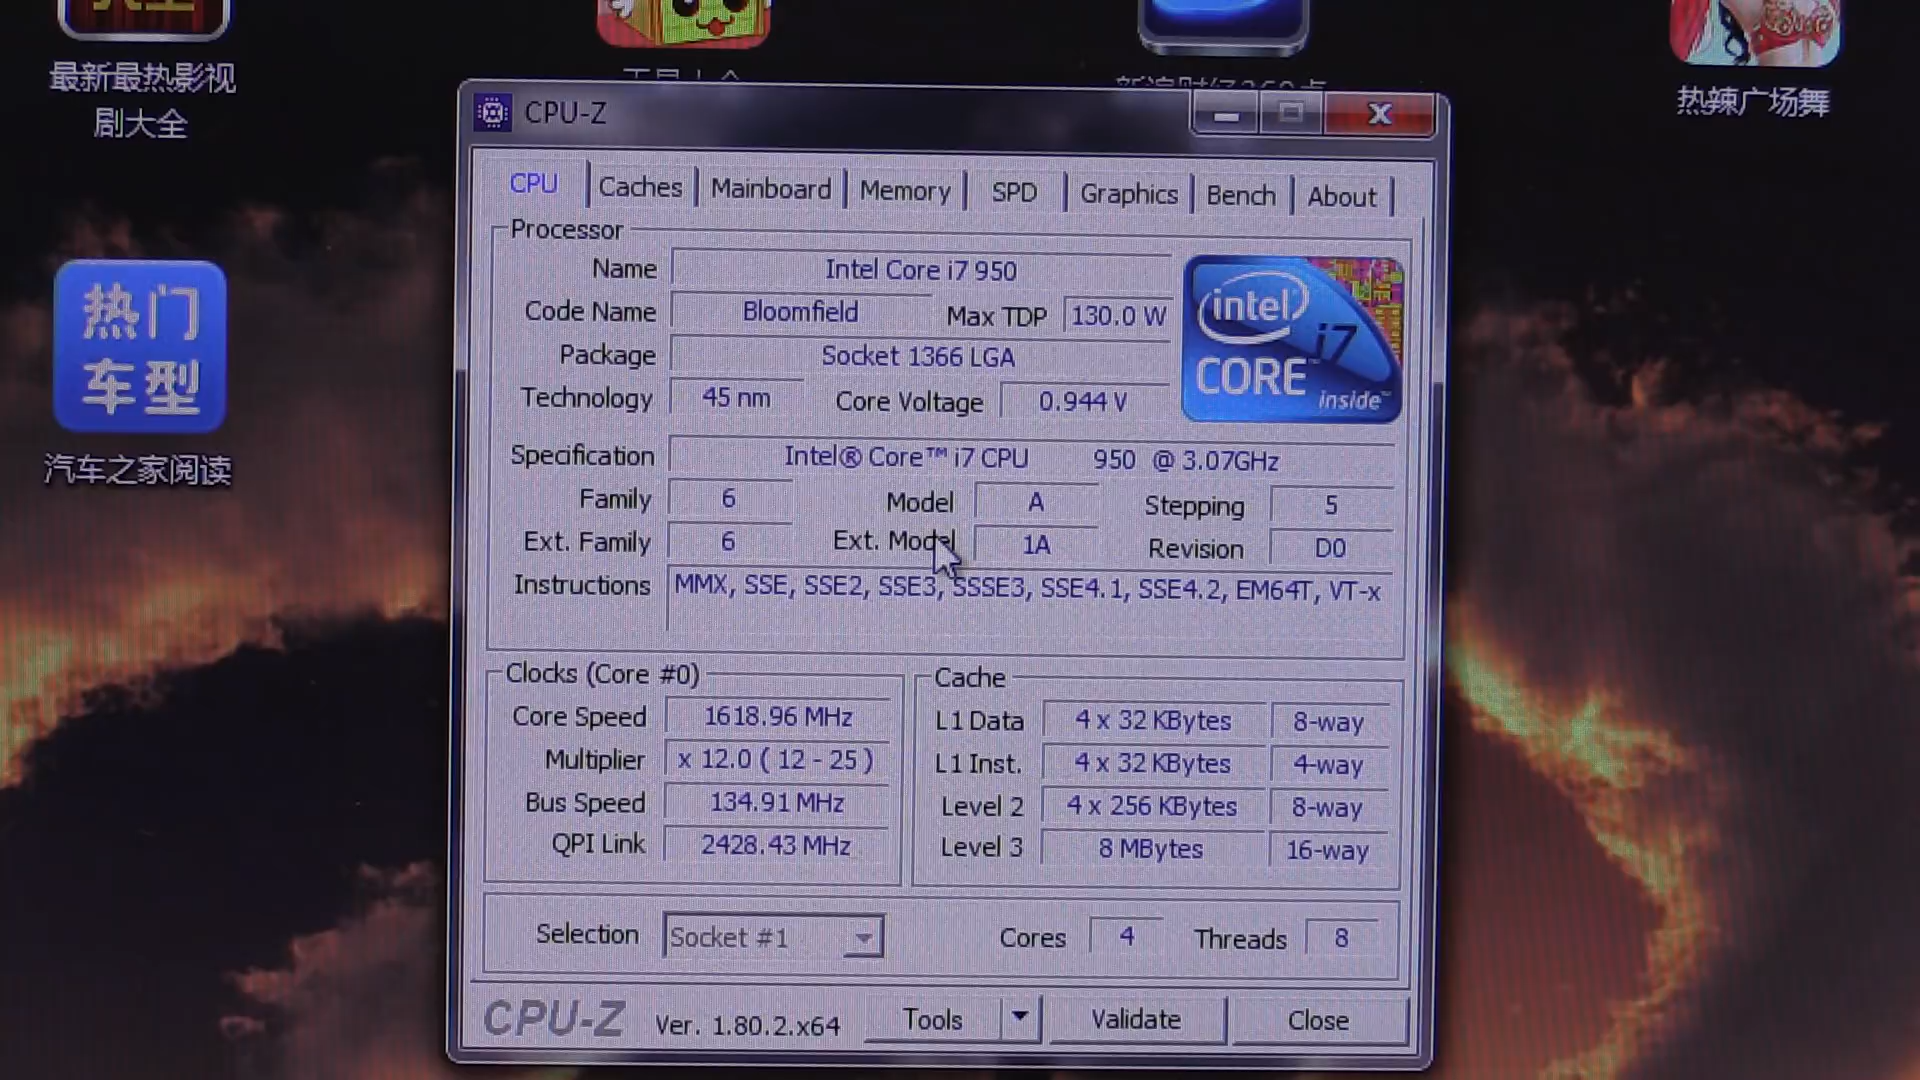 最新最热影视
剧大全
热辣广场舞
热门
车型
汽车之家阅读
CPU-Z
CPU Caches Mainboard Memory SPD Graphics Bench About
Processor
Name Intel Core i7 950
Code Name Bloomfield Max TDP 130.0 W
Package Socket 1366 LGA
Technology 45 nm Core Voltage 0.944 V
intel
CORE i7
inside™
Specification Intel® Core™ i7 CPU 950 @ 3.07GHz
Family 6 Model A Stepping 5
Ext. Family 6 Ext. Model 1A Revision D0
Instructions MMX, SSE, SSE2, SSE3, SSSE3, SSE4.1, SSE4.2, EM64T, VT-x
Clocks (Core #0)
Core Speed 1618.96 MHz
Multiplier x 12.0 ( 12 - 25 )
Bus Speed 134.91 MHz
QPI Link 2428.43 MHz
Cache
L1 Data 4 x 32 KBytes 8-way
L1 Inst. 4 x 32 KBytes 4-way
Level 2 4 x 256 KBytes 8-way
Level 3 8 MBytes 16-way
Selection Socket #1 Cores 4 Threads 8
CPU-Z Ver. 1.80.2.x64 Tools Validate Close